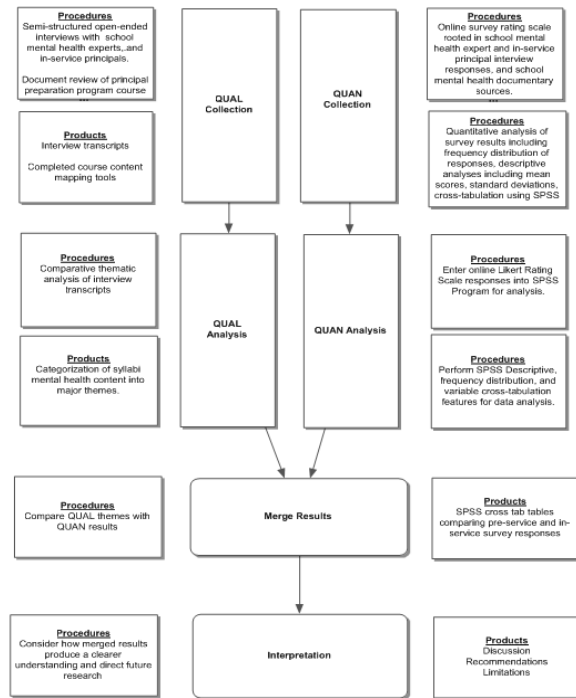 Procedures
Semi-structured open-ended
interviews with school
mental health experts,.and
in-service principals.
Document review of principal
preparation program course
...
Products
Interview transcripts
Completed course content
mapping tools
QUAL
Collection
QUAN
Collection
Procedures
Online survey rating scale
rooted in school mental
health expert and in-service
principal interview
responses, and school
mental health documentary
sources.
...
Procedures
Quantitative analysis of
survey results including
frequency distribution of
responses, descriptive
analyses including mean
scores, standard deviations,
cross-tabulation using SPSS
Procedures
Comparative thematic
analysis of interview
transcripts
Products
Categorization of syllabi
mental health content into
major themes.
QUAL
Analysis
QUAN Analysis
Procedures
Enter online Likert Rating
Scale responses into SPSS
Program for analysis.
Procedures
Perform SPSS Descriptive,
frequency distribution, and
variable cross-tabulation
features for data analysis.
Procedures
Compare QUAL themes with
QUAN results
Merge Results
Products
SPSS cross tab tables
comparing pre-service and in-
service survey responses
Procedures
Consider how merged results
produce a clearer
understanding and direct future
research
Interpretation
Products
Discussion
Recommendations
Limitations